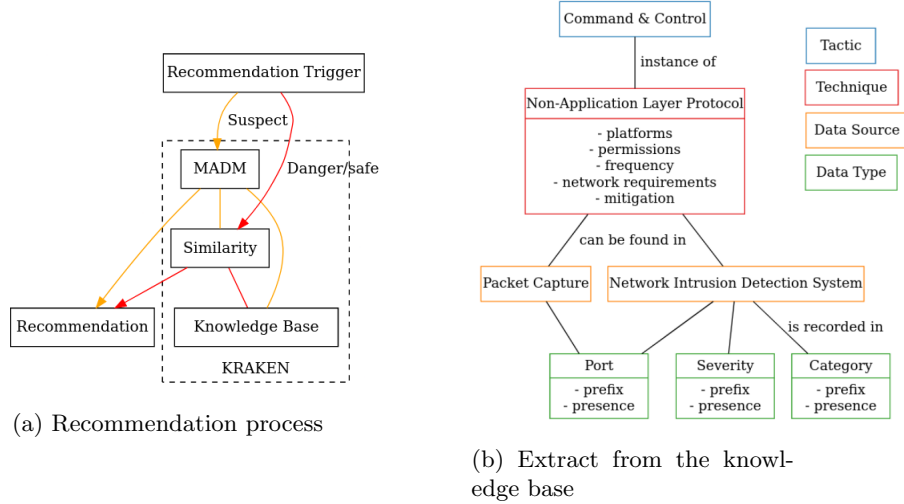 Recommendation Trigger
Suspect
MADM
Danger/safe
Similarity
Recommendation
Knowledge Base
KRAKEN
(a) Recommendation process
Command & Control
instance of
Non-Application Layer Protocol
- platforms
- permissions
- frequency
- network requirements
- mitigation
can be found in
Packet Capture
Network Intrusion Detection System
is recorded in
Port
- prefix
- presence
Severity
- prefix
- presence
Category
- prefix
- presence
Tactic
Technique
Data Source
Data Type
(b) Extract from the knowl-
edge base